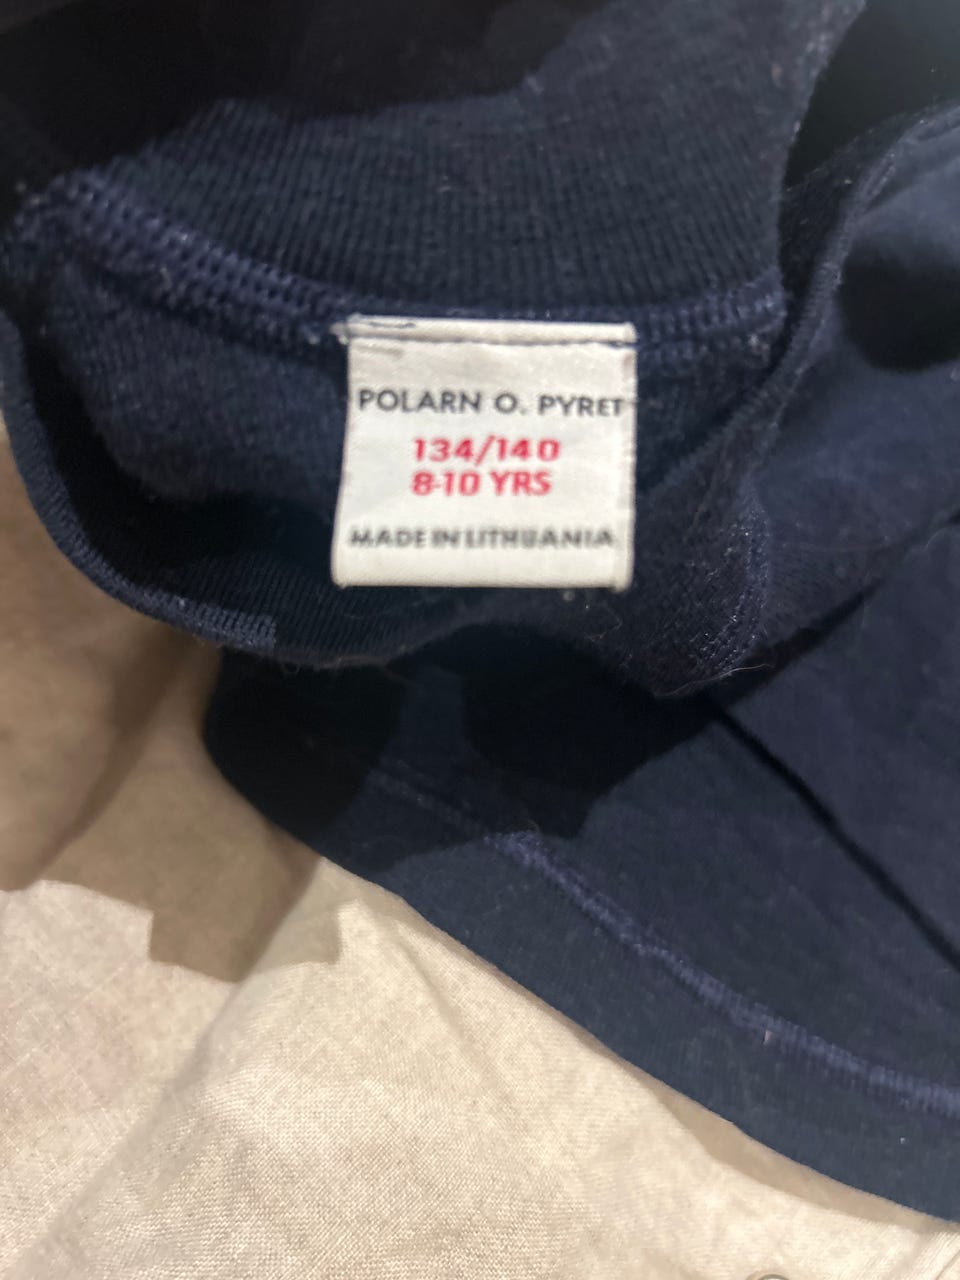 POLARN O. PYRET
134/140
8-10 YRS
MADE IN LITHUANIA